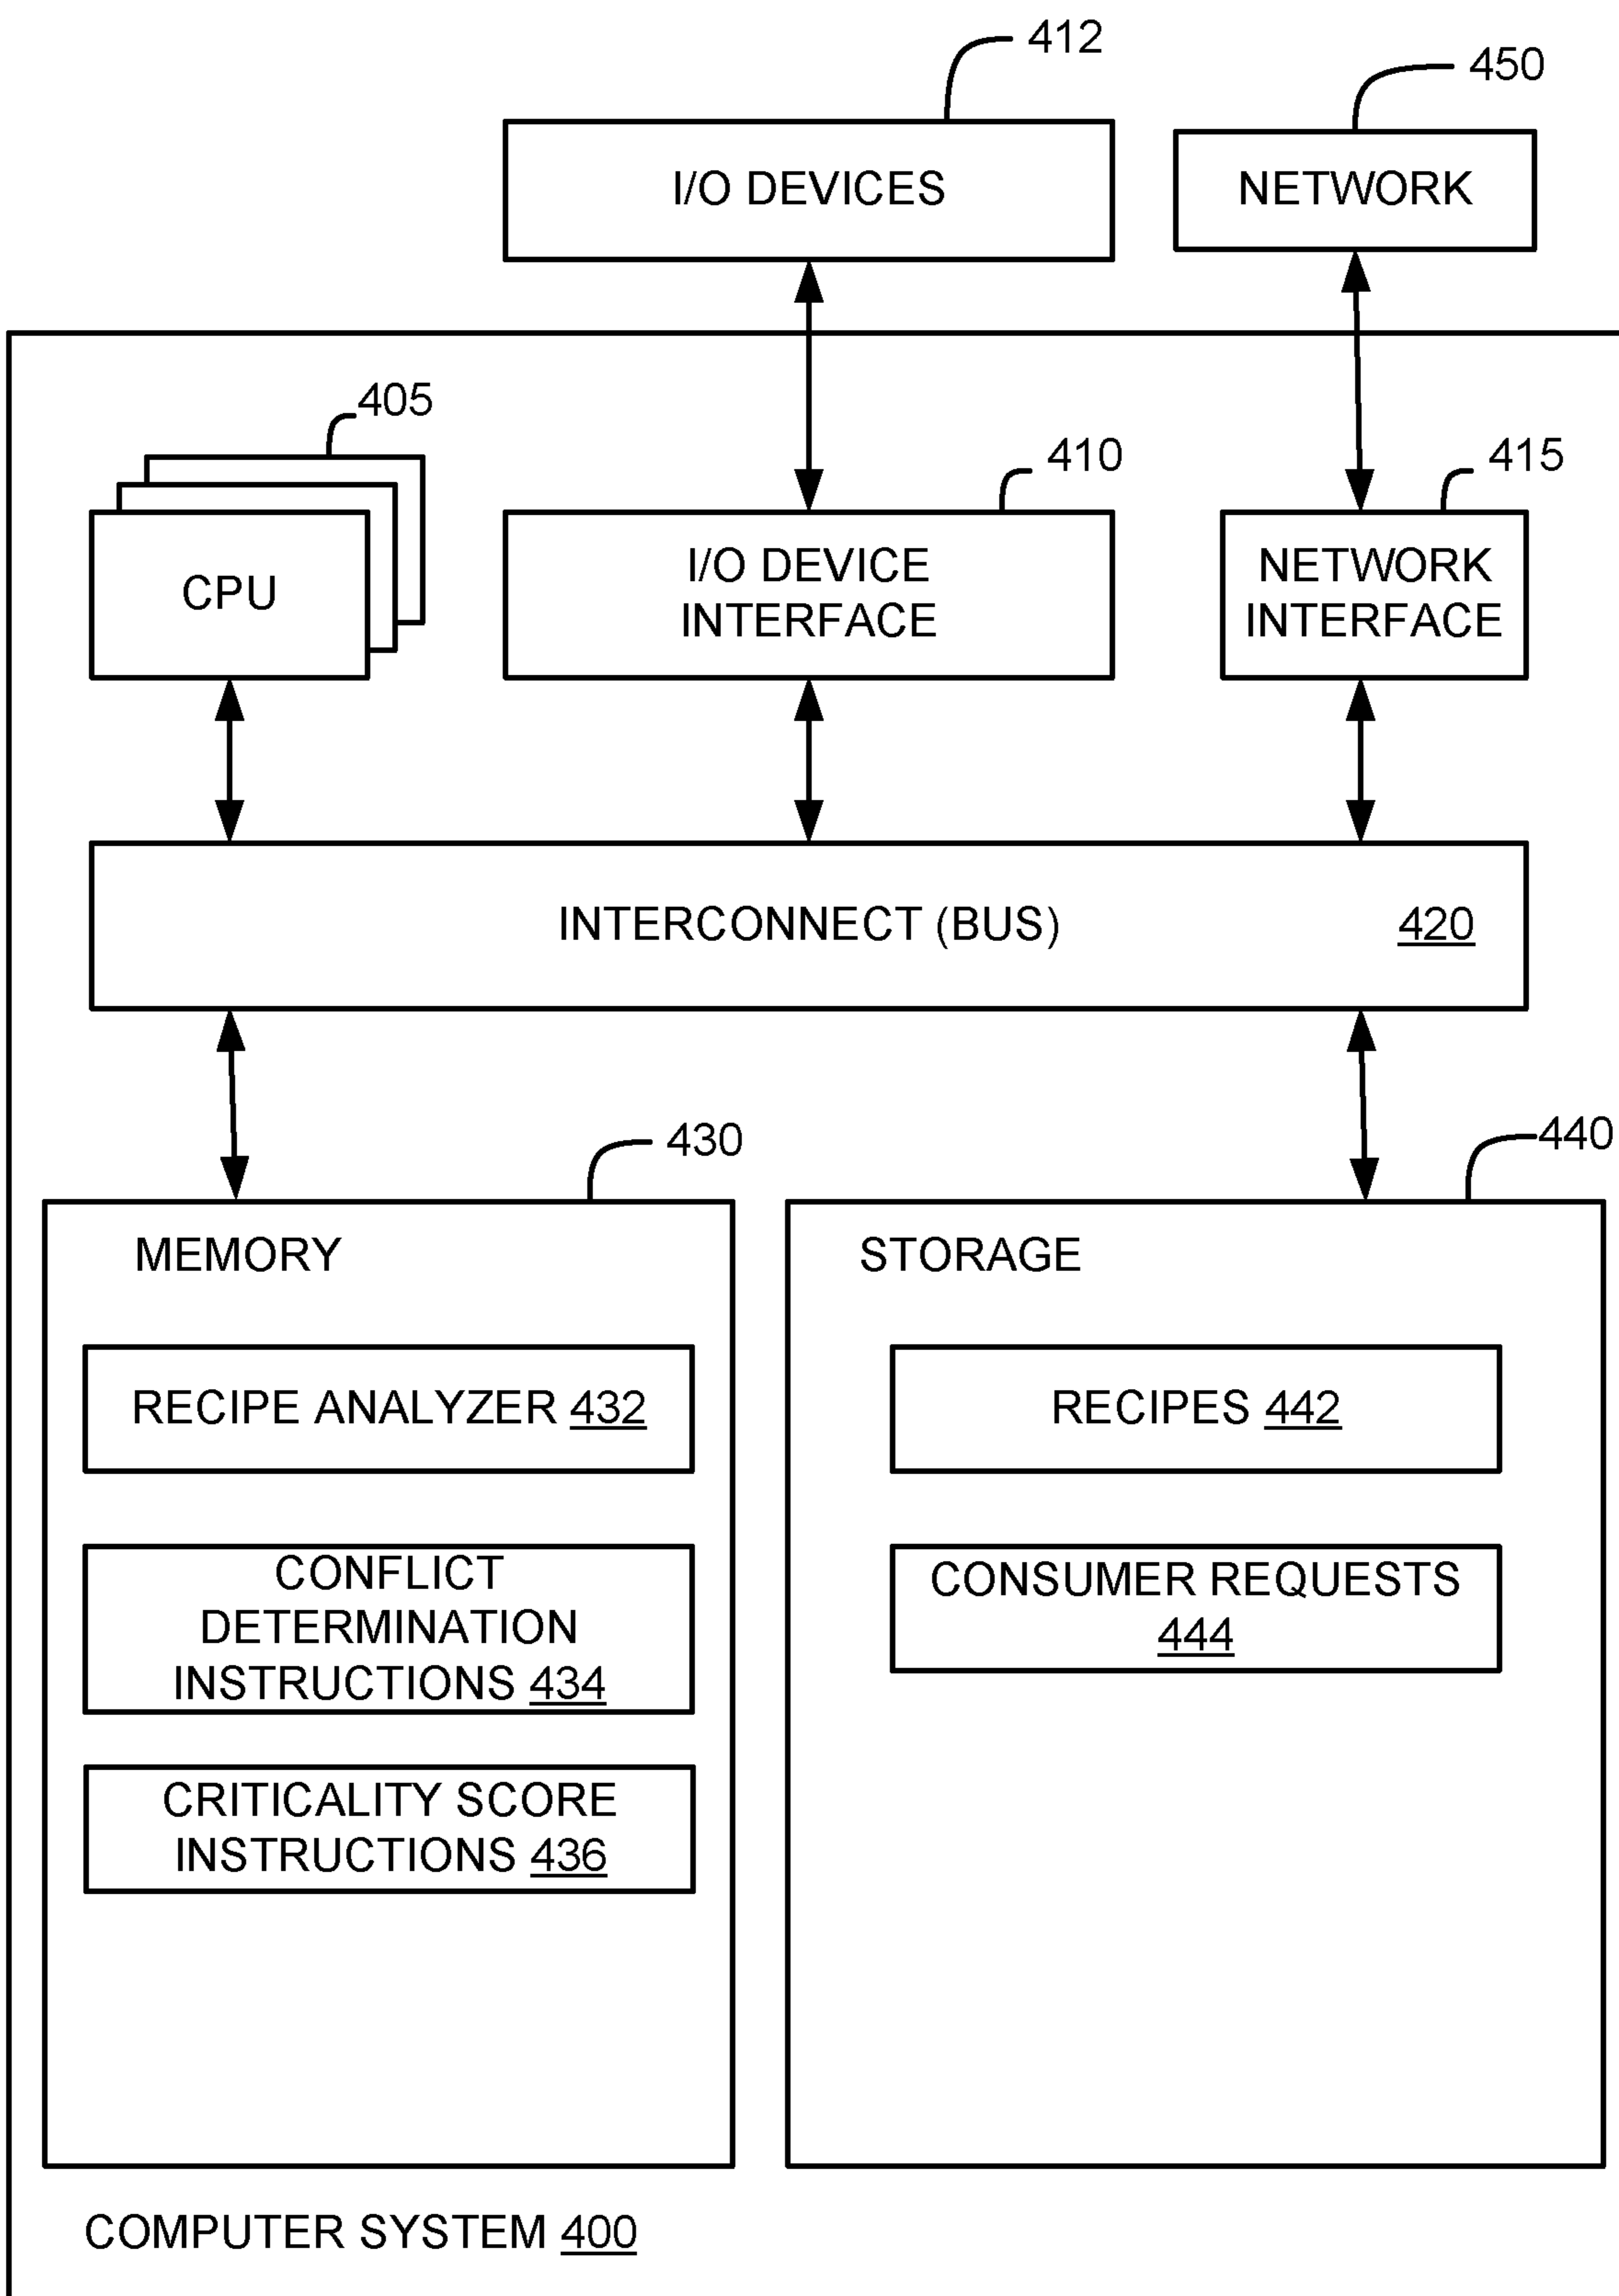 412
450
I/O DEVICES
NETWORK
405
410
415
CPU
I/O DEVICE
INTERFACE
NETWORK
INTERFACE
INTERCONNECT (BUS) 420
430
440
MEMORY
RECIPE ANALYZER 432
CONFLICT
DETERMINATION
INSTRUCTIONS 434
CRITICALITY SCORE
INSTRUCTIONS 436
STORAGE
RECIPES 442
CONSUMER REQUESTS
444
COMPUTER SYSTEM 400